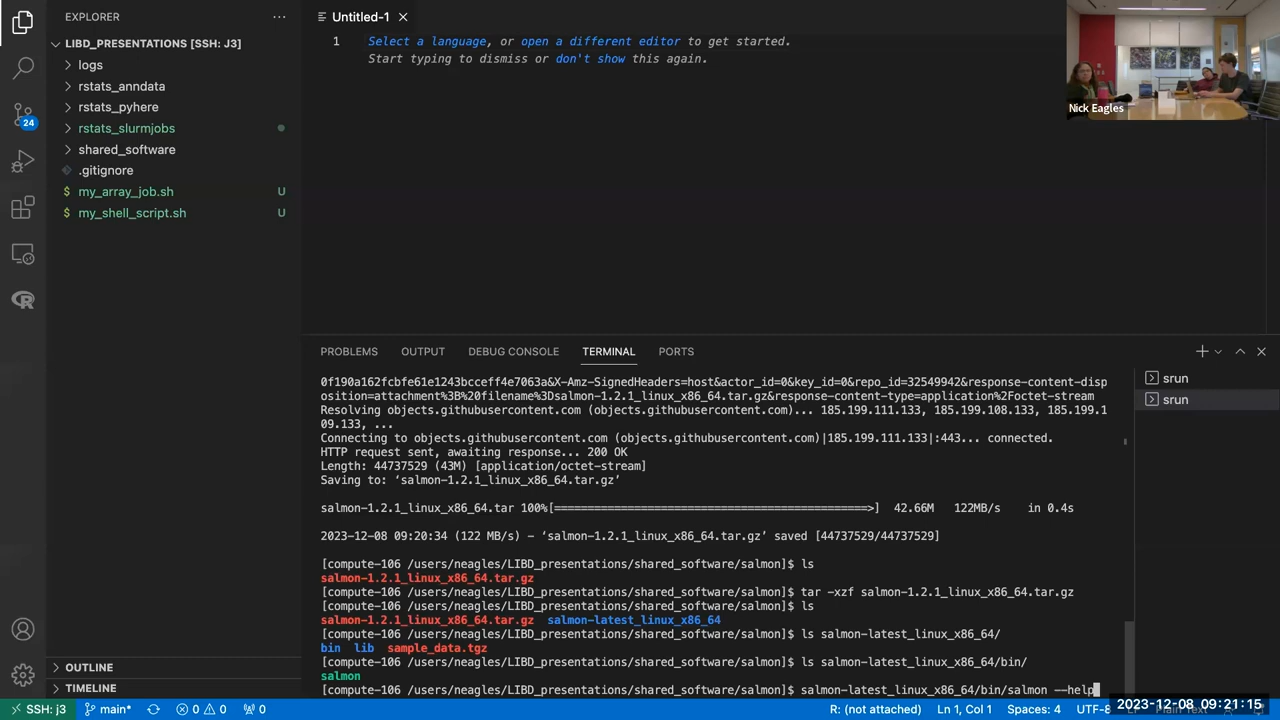 EXPLORER
LIBD_PRESENTATIONS [SSH: J3]
logs
rstats_anndata
rstats_pyhere
rstats_slurmjobs
shared_software
.gitignore
$ my_array_job.sh U
$ my_shell_script.sh U
24
OUTLINE
TIMELINE
Untitled-1
1 Select a language, or open a different editor to get started.
Start typing to dismiss or don't show this again.
Nick Eagles
PROBLEMS OUTPUT DEBUG CONSOLE TERMINAL PORTS
0f190a162fcbfe61e1243bcceff4e7063a&X-Amz-SignedHeaders=host&actor_id=0&key_id=0&repo_id=32549942&response-content-disp
osition=attachment%3B%20filename%3Dsalmon-1.2.1_linux_x86_64.tar.gz&response-content-type=application%2Foctet-stream
Resolving objects.githubusercontent.com (objects.githubusercontent.com)... 185.199.111.133, 185.199.108.133, 185.199.1
09.133, ...
Connecting to objects.githubusercontent.com (objects.githubusercontent.com)|185.199.111.133|:443... connected.
HTTP request sent, awaiting response... 200 OK
Length: 44737529 (43M) [application/octet-stream]
Saving to: ‘salmon-1.2.1_linux_x86_64.tar.gz’
salmon-1.2.1_linux_x86_64.tar 100%[============================================>] 42.66M 122MB/s in 0.4s
2023-12-08 09:20:34 (122 MB/s) - ‘salmon-1.2.1_linux_x86_64.tar.gz’ saved [44737529/44737529]
[compute-106 /users/neagles/LIBD_presentations/shared_software/salmon]$ ls
salmon-1.2.1_linux_x86_64.tar.gz
[compute-106 /users/neagles/LIBD_presentations/shared_software/salmon]$ tar -xzf salmon-1.2.1_linux_x86_64.tar.gz
[compute-106 /users/neagles/LIBD_presentations/shared_software/salmon]$ ls
salmon-1.2.1_linux_x86_64.tar.gz salmon-latest_linux_x86_64
[compute-106 /users/neagles/LIBD_presentations/shared_software/salmon]$ ls salmon-latest_linux_x86_64/
bin lib sample_data.tgz
[compute-106 /users/neagles/LIBD_presentations/shared_software/salmon]$ ls salmon-latest_linux_x86_64/bin/
salmon
[compute-106 /users/neagles/LIBD_presentations/shared_software/salmon]$ salmon-latest_linux_x86_64/bin/salmon --help
srun
srun
SSH: j3 main* 0 0 0 R: (not attached) Ln 1, Col 1 Spaces: 4 UTF-8
2023-12-08 09:21:15